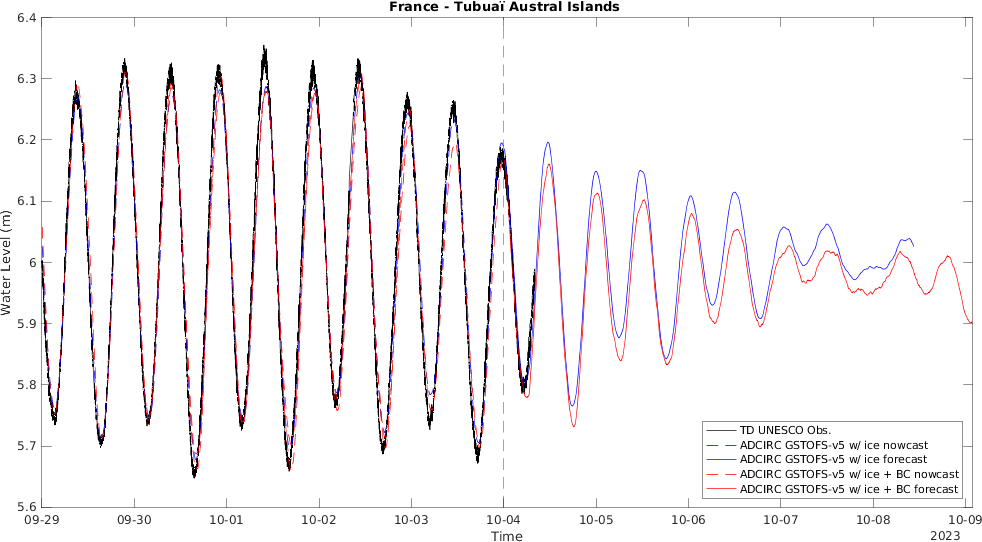 France - Tubuaï Austral Islands
6.4
6.3
6.2
6.1
6
5.9
5.8
5.7
5.6
Water Level (m)
TD UNESCO Obs.
ADCIRC GSTOFS-v5 w/ ice nowcast
ADCIRC GSTOFS-v5 w/ ice forecast
ADCIRC GSTOFS-v5 w/ ice + BC nowcast
ADCIRC GSTOFS-v5 w/ ice + BC forecast
09-29 09-30 10-01 10-02 10-03 10-04 10-05 10-06 10-07 10-08 10-09
Time
2023